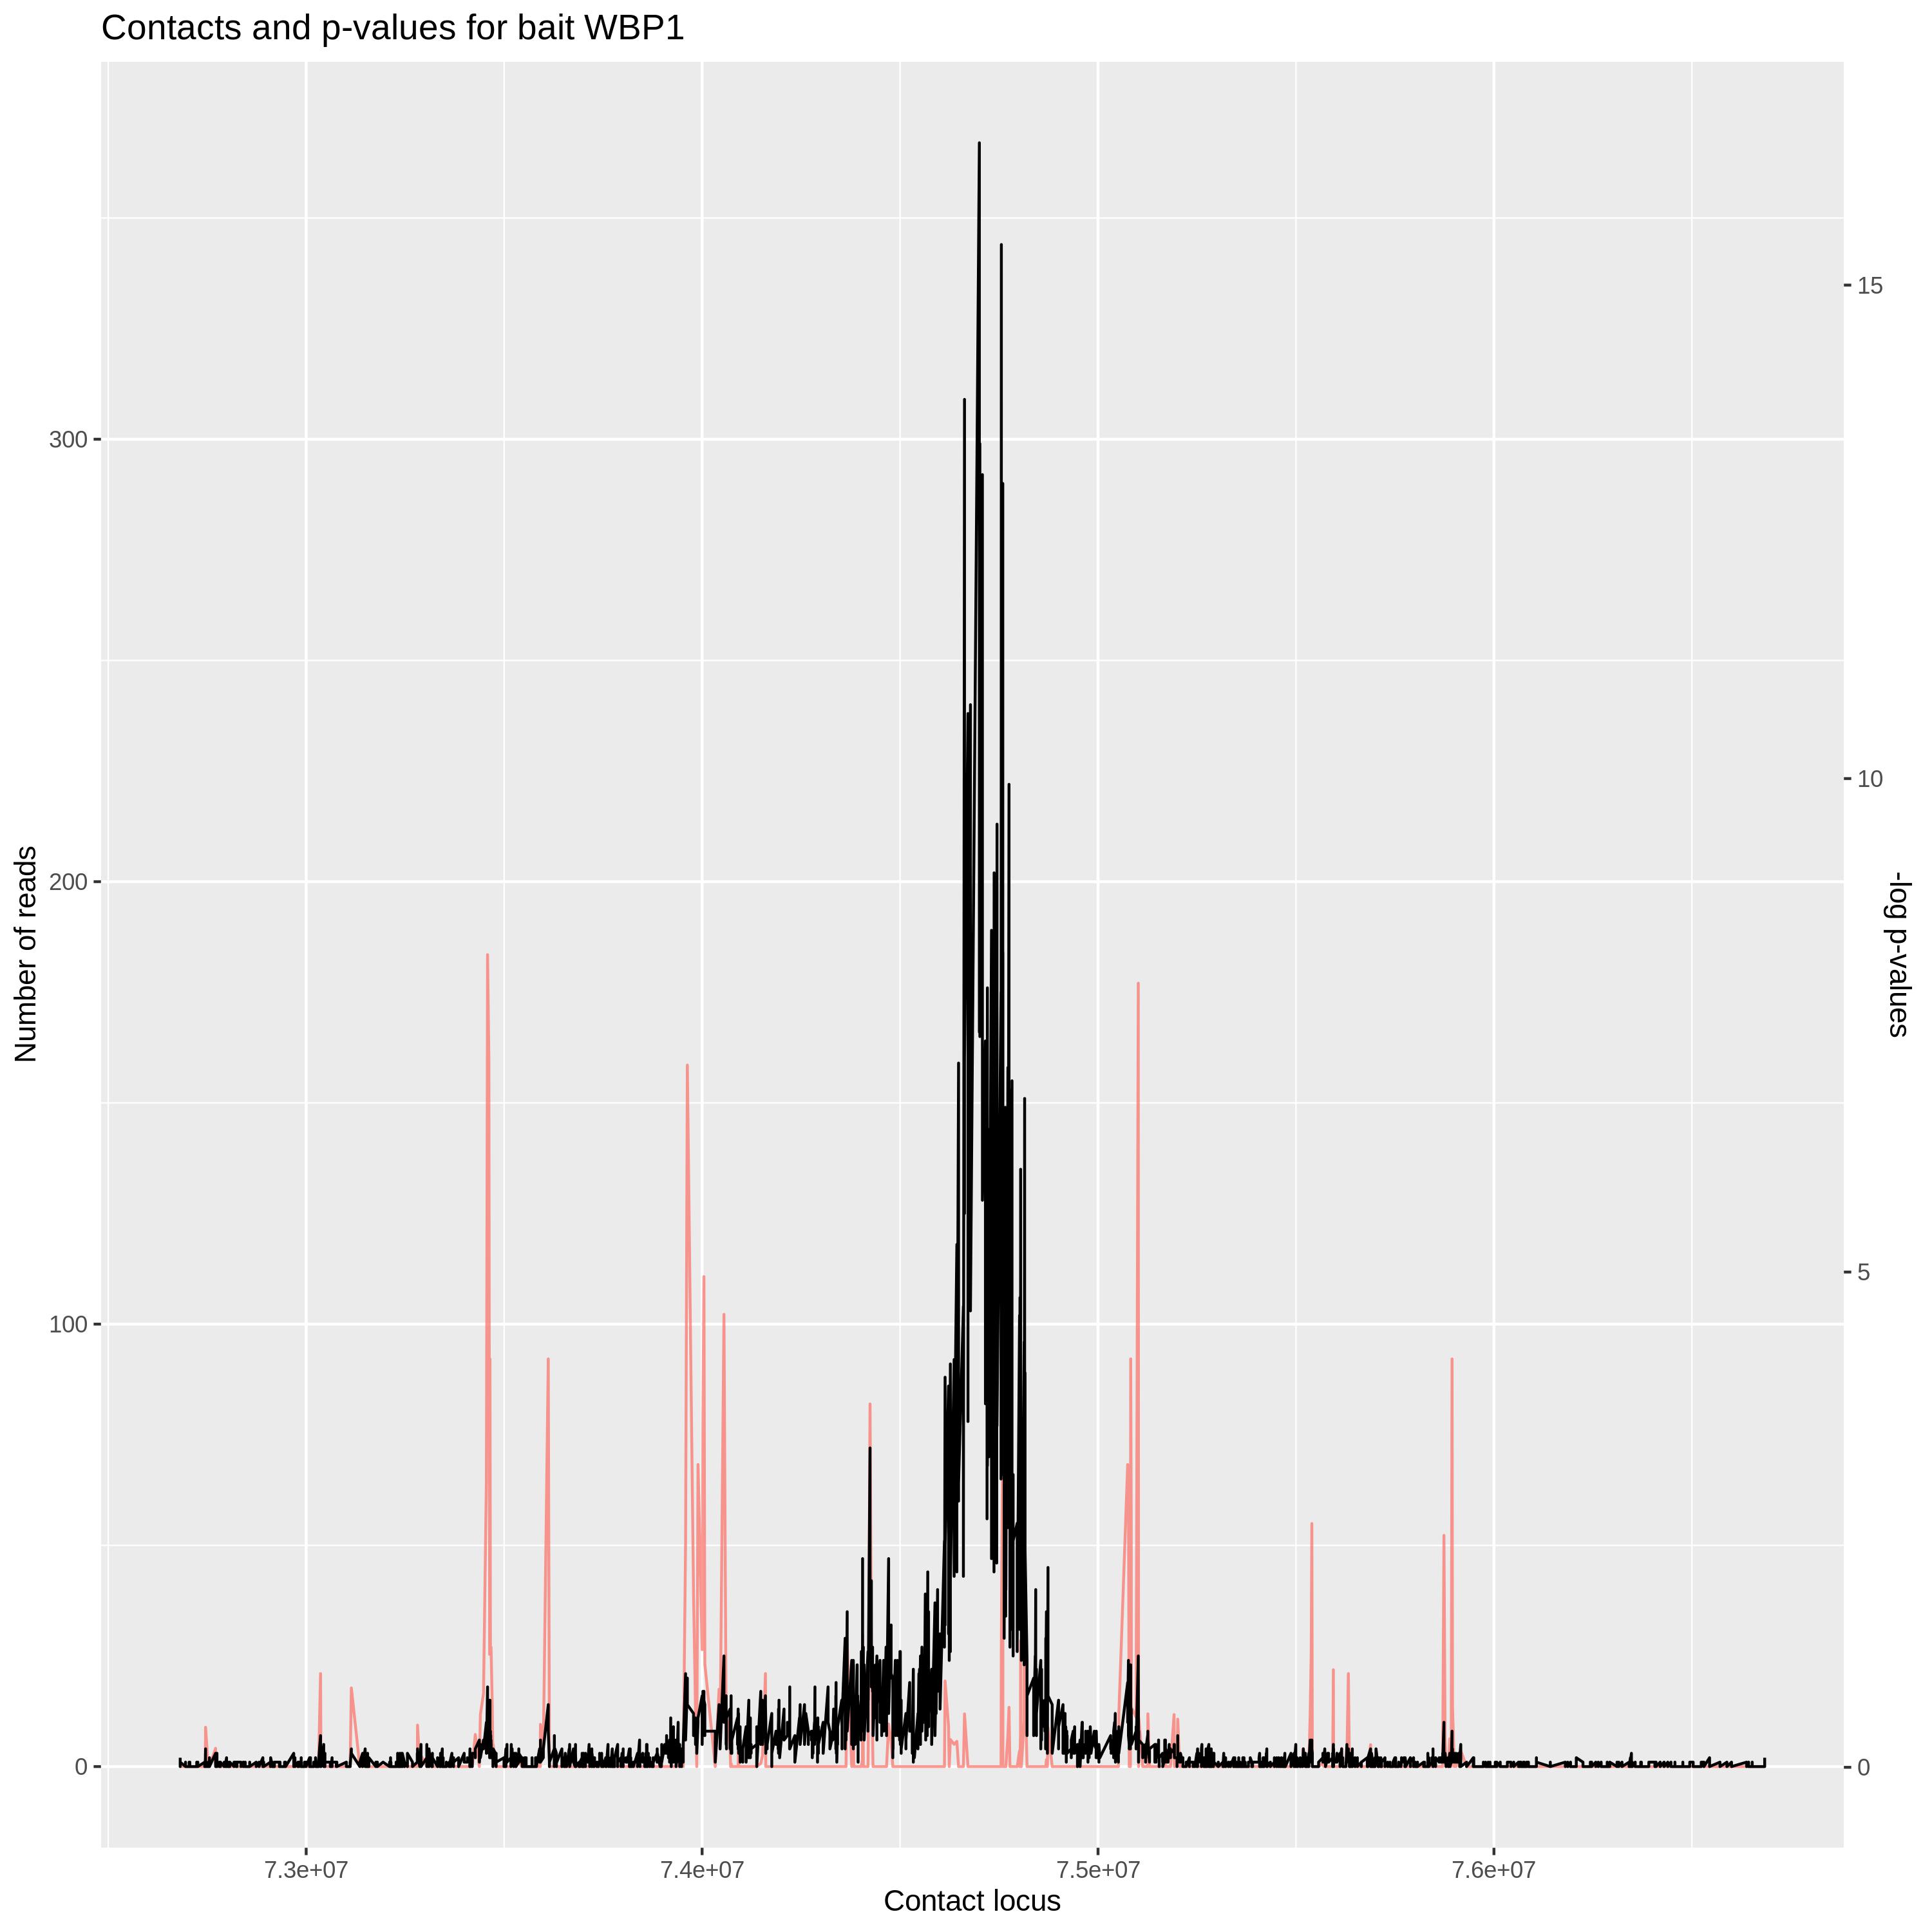 Contacts and p-values for bait WBP1
300
200
100
0
Number of reads
15
10
5
0
-log p-values
7.3e+07
7.4e+07
7.5e+07
7.6e+07
Contact locus